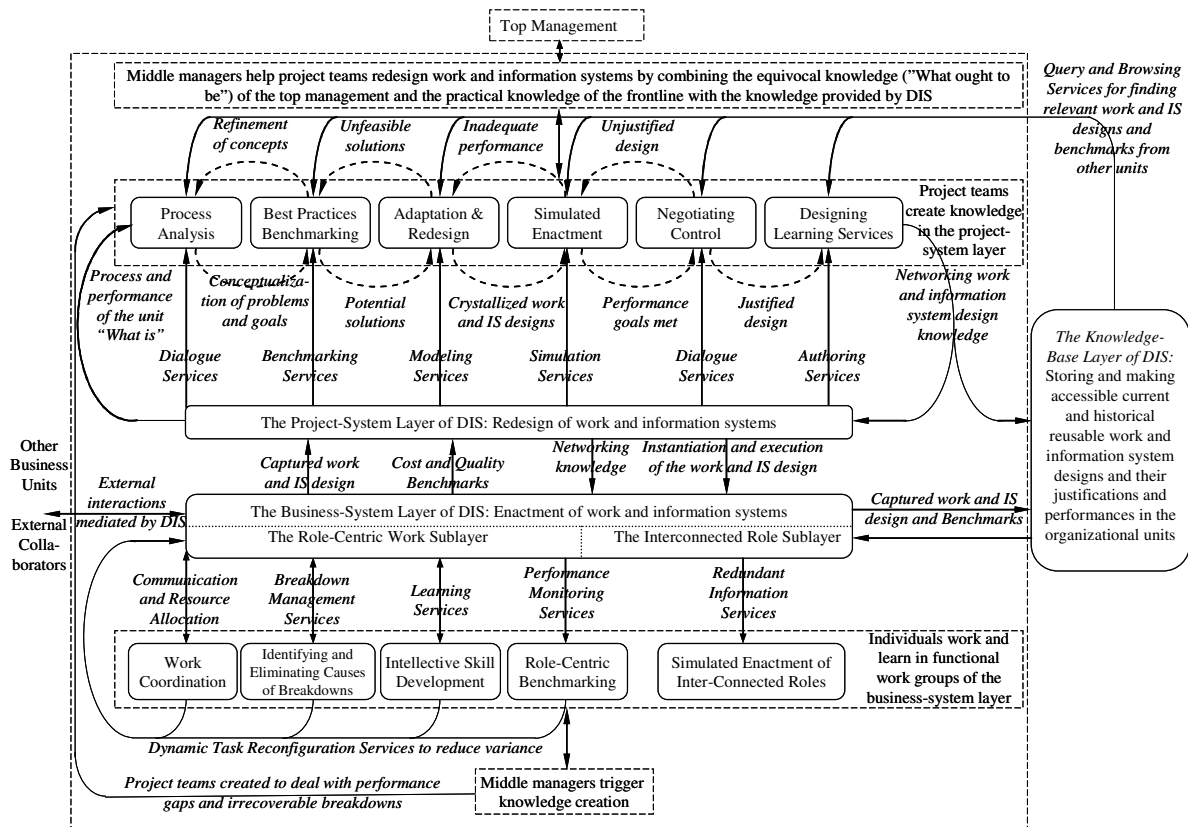 Top Management
Middle managers help project teams redesign work and information systems by combining the equivocal knowledge ("What ought to
be") of the top management and the practical knowledge of the frontline with the knowledge provided by DIS
Query and Browsing
Services for finding
relevant work and IS
designs and
benchmarks from
other units
Refinement
of concepts
Unfeasible
solutions
Inadequate
performance
Unjustified
design
Process
Analysis
Best Practices
Benchmarking
Adaptation &
Redesign
Simulated
Enactment
Negotiating
Control
Designing
Learning Services
Project teams
create knowledge
in the project-
system layer
Process and
performance
of the unit
“What is”
Conceptualiza-
tion of problems
and goals
Potential
solutions
Crystallized work
and IS designs
Performance
goals met
Justified
design
Networking work
and information
system design
knowledge
Dialogue
Services
Benchmarking
Services
Modeling
Services
Simulation
Services
Dialogue
Services
Authoring
Services
The Knowledge-
Base Layer of DIS:
Storing and making
accessible current
and historical
reusable work and
information system
designs and their
justifications and
performances in the
organizational units
The Project-System Layer of DIS: Redesign of work and information systems
Other
Business
Units
External
Colla-
borators
External
interactions
mediated by DIS
Captured work
and IS design
Cost and Quality
Benchmarks
Networking
knowledge
Instantiation and execution
of the work and IS design
The Business-System Layer of DIS: Enactment of work and information systems
The Role-Centric Work Sublayer
The Interconnected Role Sublayer
Captured work and IS
design and Benchmarks
Communication
and Resource
Allocation
Breakdown
Management
Services
Learning
Services
Performance
Monitoring
Services
Redundant
Information
Services
Work
Coordination
Identifying and
Eliminating Causes
of Breakdowns
Intellective Skill
Development
Role-Centric
Benchmarking
Simulated Enactment of
Inter-Connected Roles
Individuals work and
learn in functional
work groups of the
business-system layer
Dynamic Task Reconfiguration Services to reduce variance
Project teams created to deal with performance
gaps and irrecoverable breakdowns
Middle managers trigger
knowledge creation